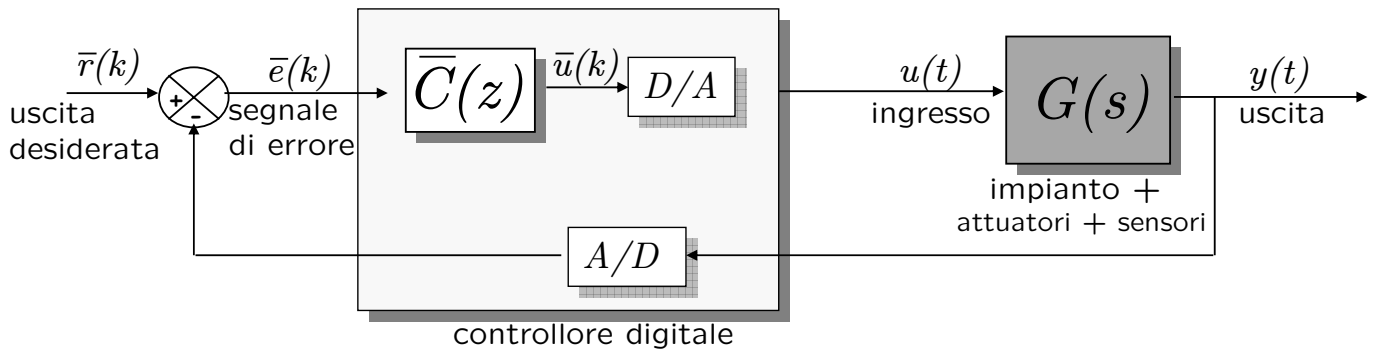 r̅(k)
uscita
desiderata
+
-
e̅(k)
segnale
di errore
C̅(z)
u̅(k)
D/A
A/D
controllore digitale
u(t)
ingresso
G(s)
impianto +
attuatori + sensori
y(t)
uscita